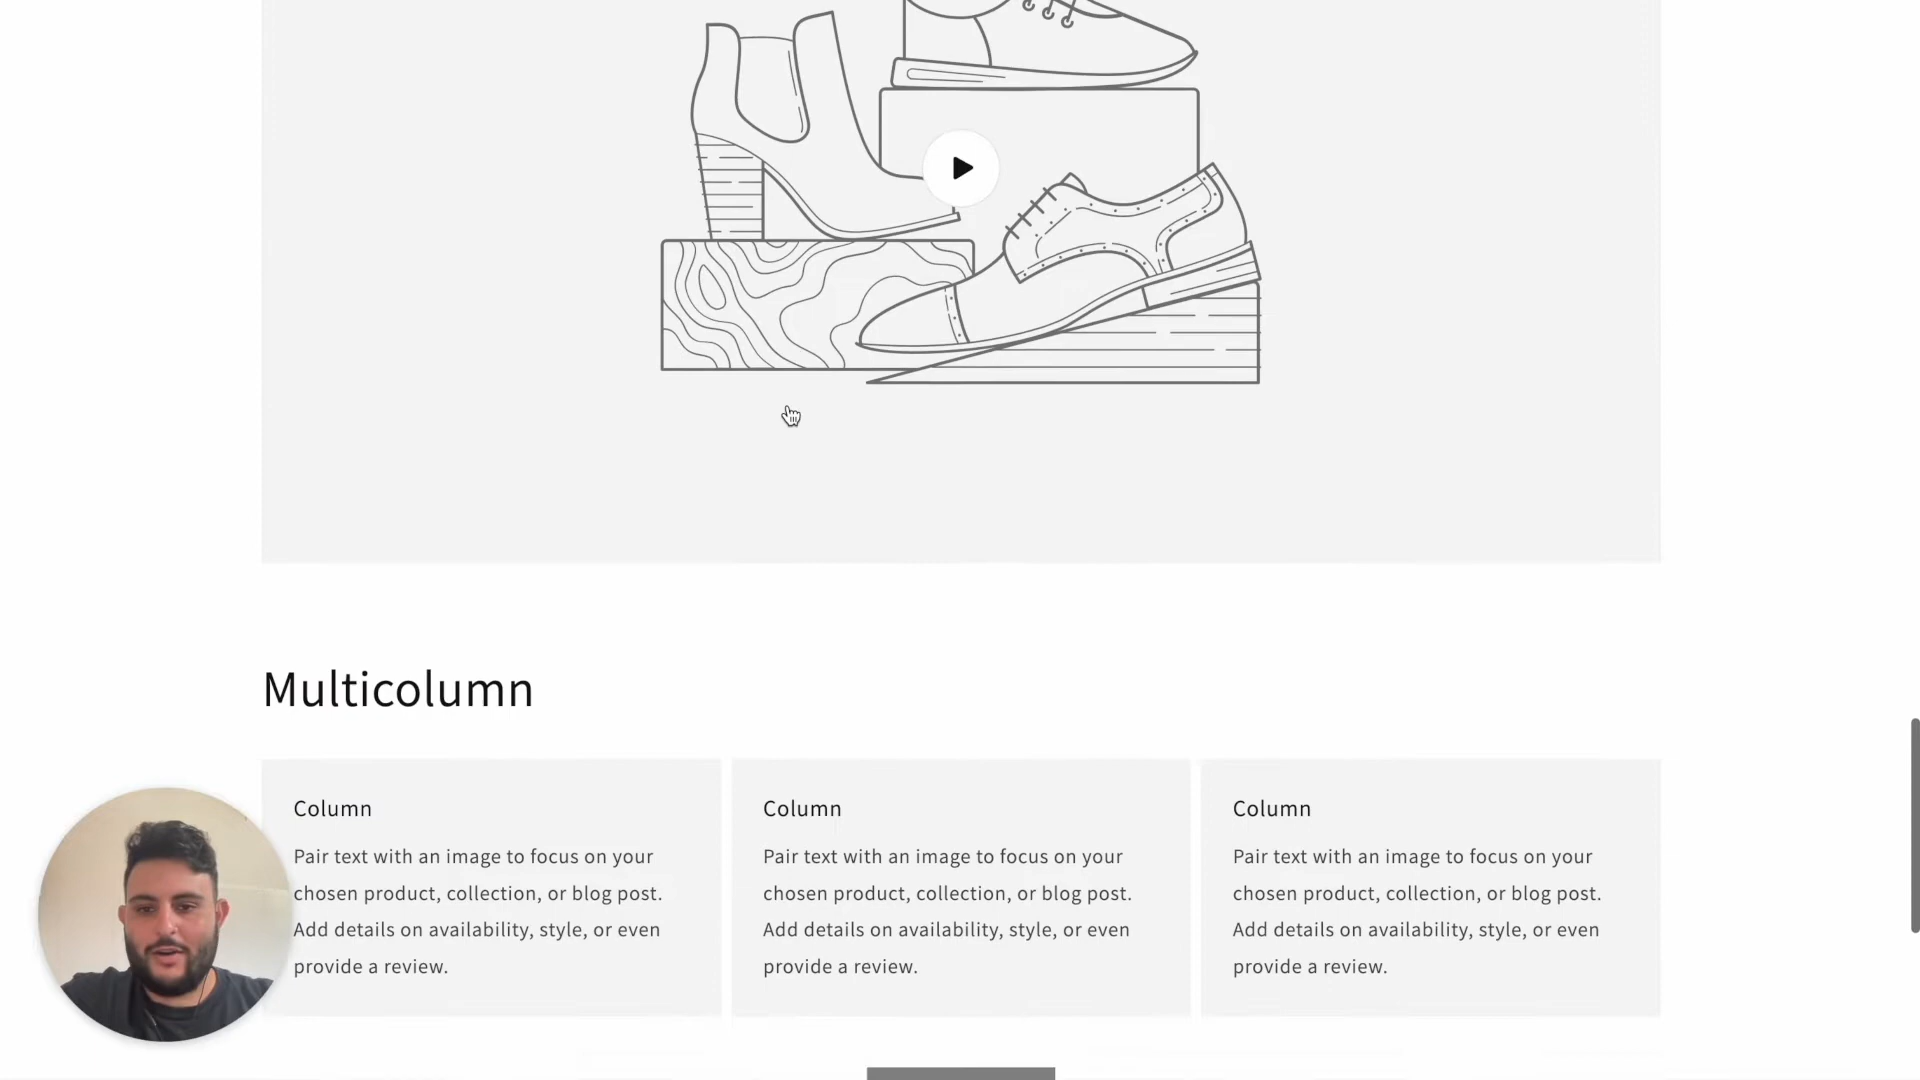 Multicolumn
Column
Pair text with an image to focus on your
chosen product, collection, or blog post.
Add details on availability, style, or even
provide a review.
Column
Pair text with an image to focus on your
chosen product, collection, or blog post.
Add details on availability, style, or even
provide a review.
Column
Pair text with an image to focus on your
chosen product, collection, or blog post.
Add details on availability, style, or even
provide a review.